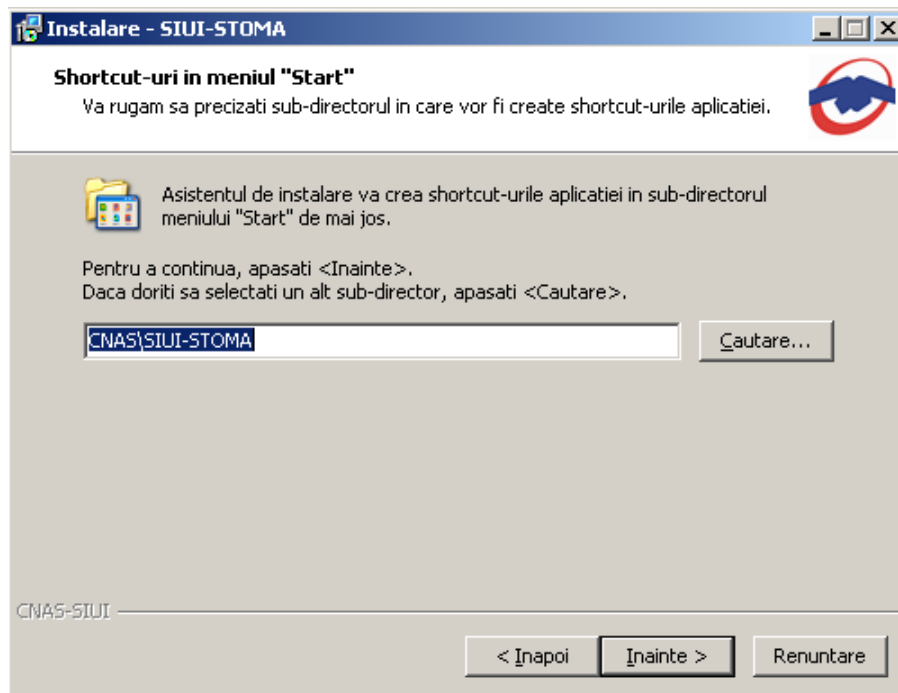 Instalare - SIUI-STOMA
Shortcut-uri in meniul "Start"
Va rugam sa precizati sub-directorul in care vor fi create shortcut-urile aplicatiei.
Asistentul de instalare va crea shortcut-urile aplicatiei in sub-directorul
meniului "Start" de mai jos.
Pentru a continua, apasati <Inainte>.
Daca doriti sa selectati un alt sub-director, apasati <Cautare>.
CNAS\SIUI-STOMA
Cautare...
CNAS-SIUI
< Inapoi
Inainte >
Renuntare